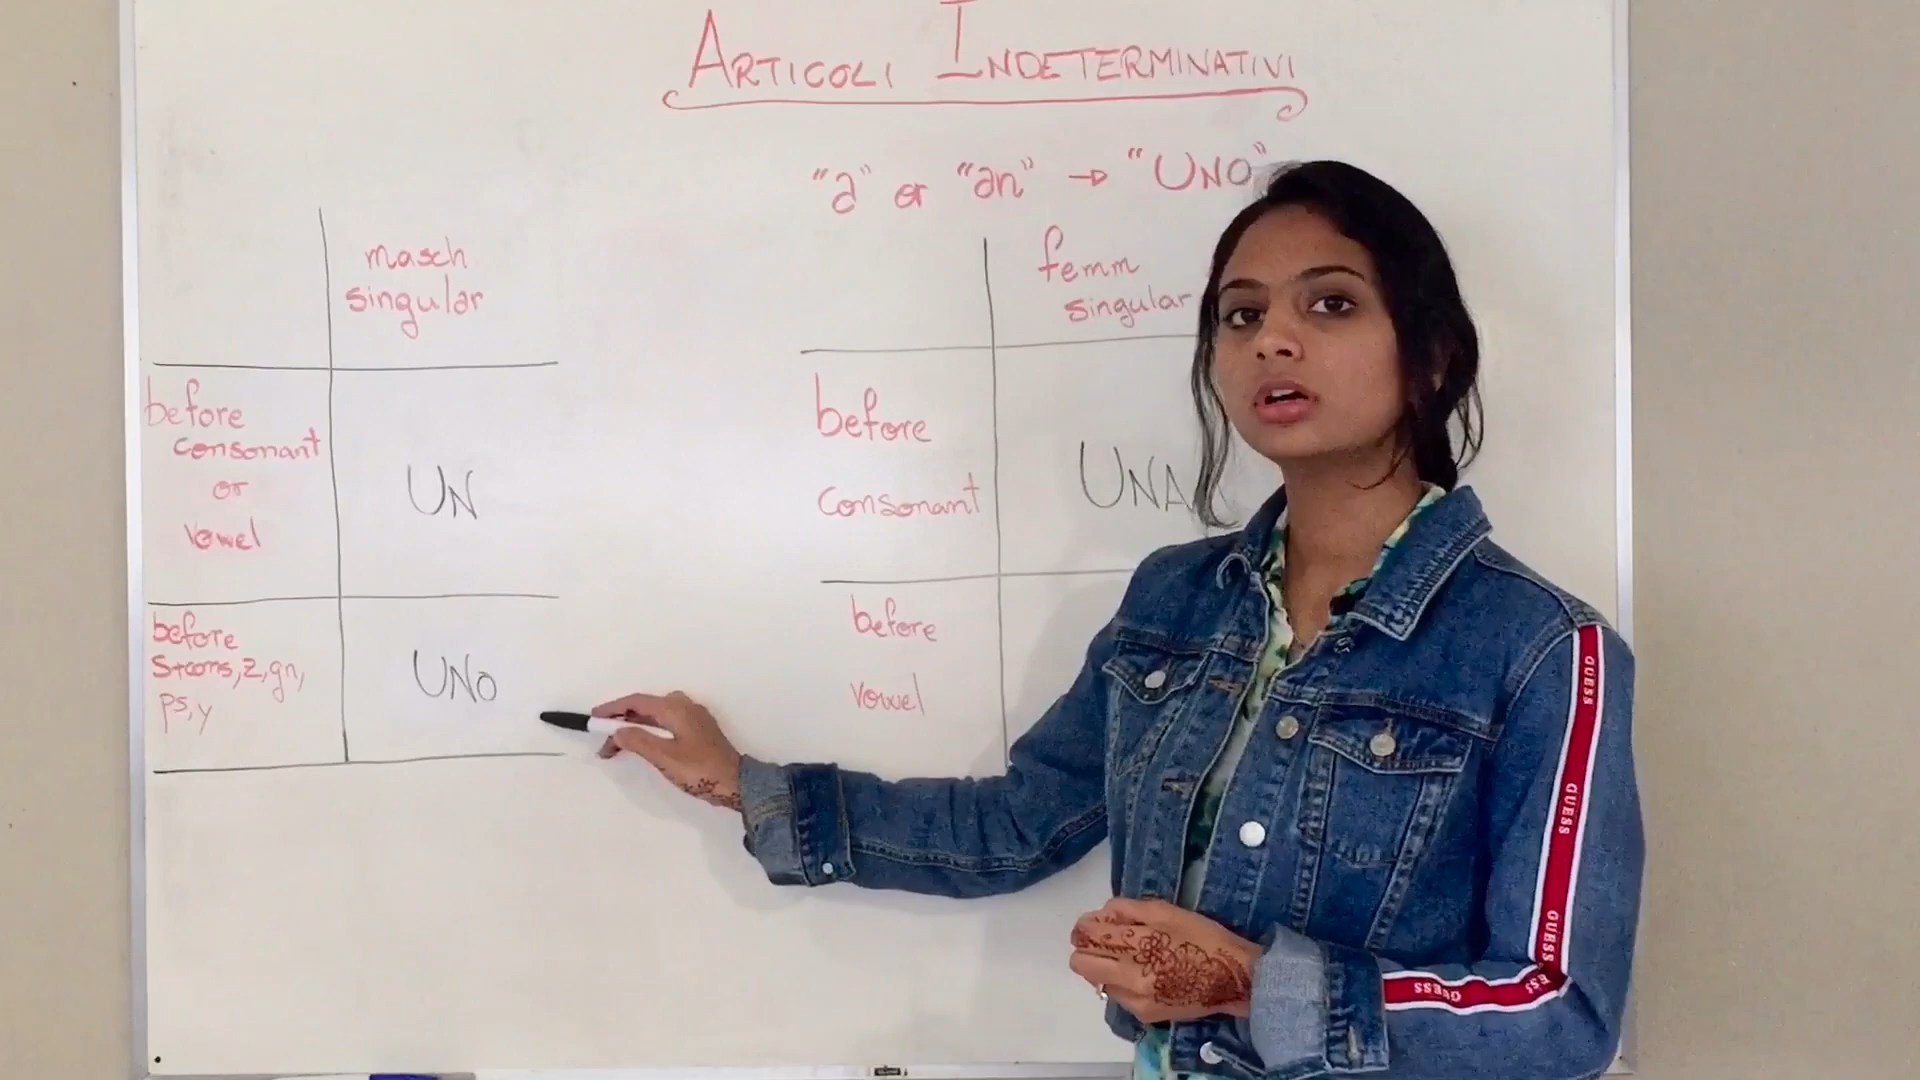 ARTICOLI INDETERMINATIVI
"a" or "an" → "UNO"
masch
singular
before
consonant
or
vowel
UN
before
s+cons, z, gn,
ps, y
UNO
femm
singular
before
consonant
UNA
before
vowel
GUESS
GUESS
GUESS
GUESS